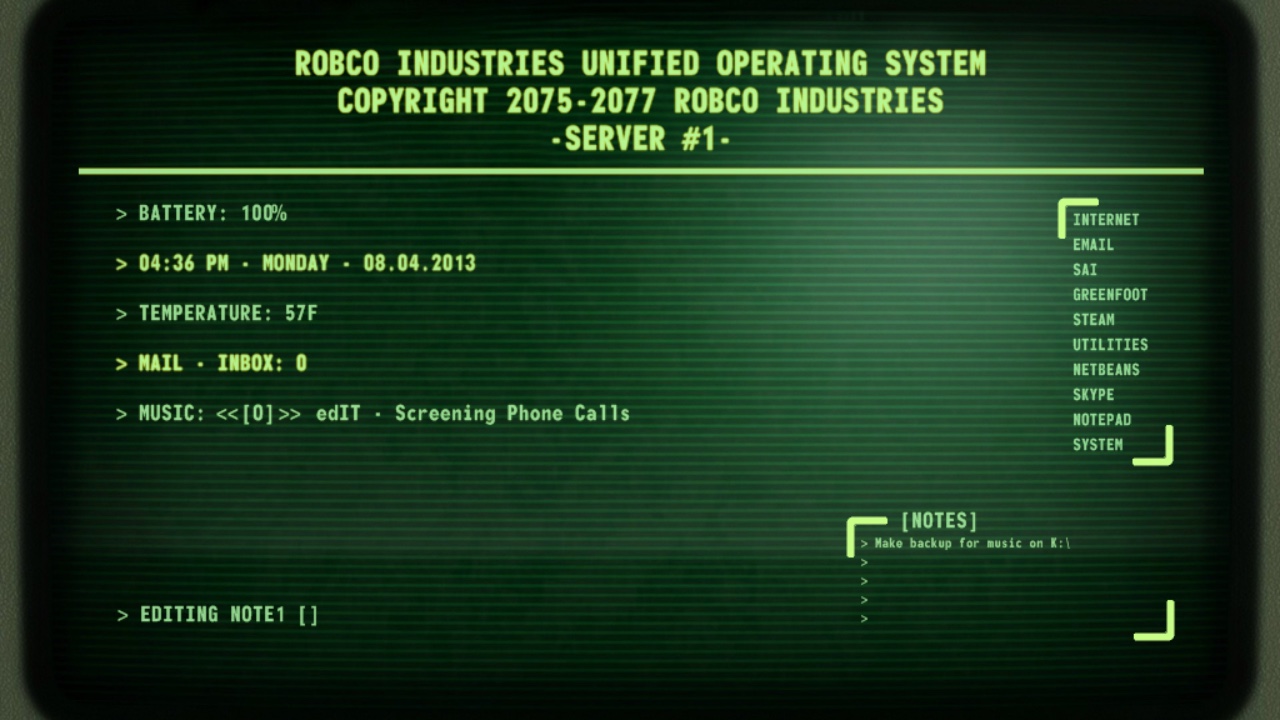 ROBCO INDUSTRIES UNIFIED OPERATING SYSTEM
COPYRIGHT 2075-2077 ROBCO INDUSTRIES
-SERVER #1-
> BATTERY: 100%
> 04:36 PM - MONDAY - 08.04.2013
> TEMPERATURE: 57F
> MAIL - INBOX: 0
> MUSIC: <<[O]>> edIT - Screening Phone Calls
INTERNET
EMAIL
SAI
GREENFOOT
STEAM
UTILITIES
NETBEANS
SKYPE
NOTEPAD
SYSTEM
[NOTES]
> Make backup for music on K:\
>
>
>
>
> EDITING NOTE1 []